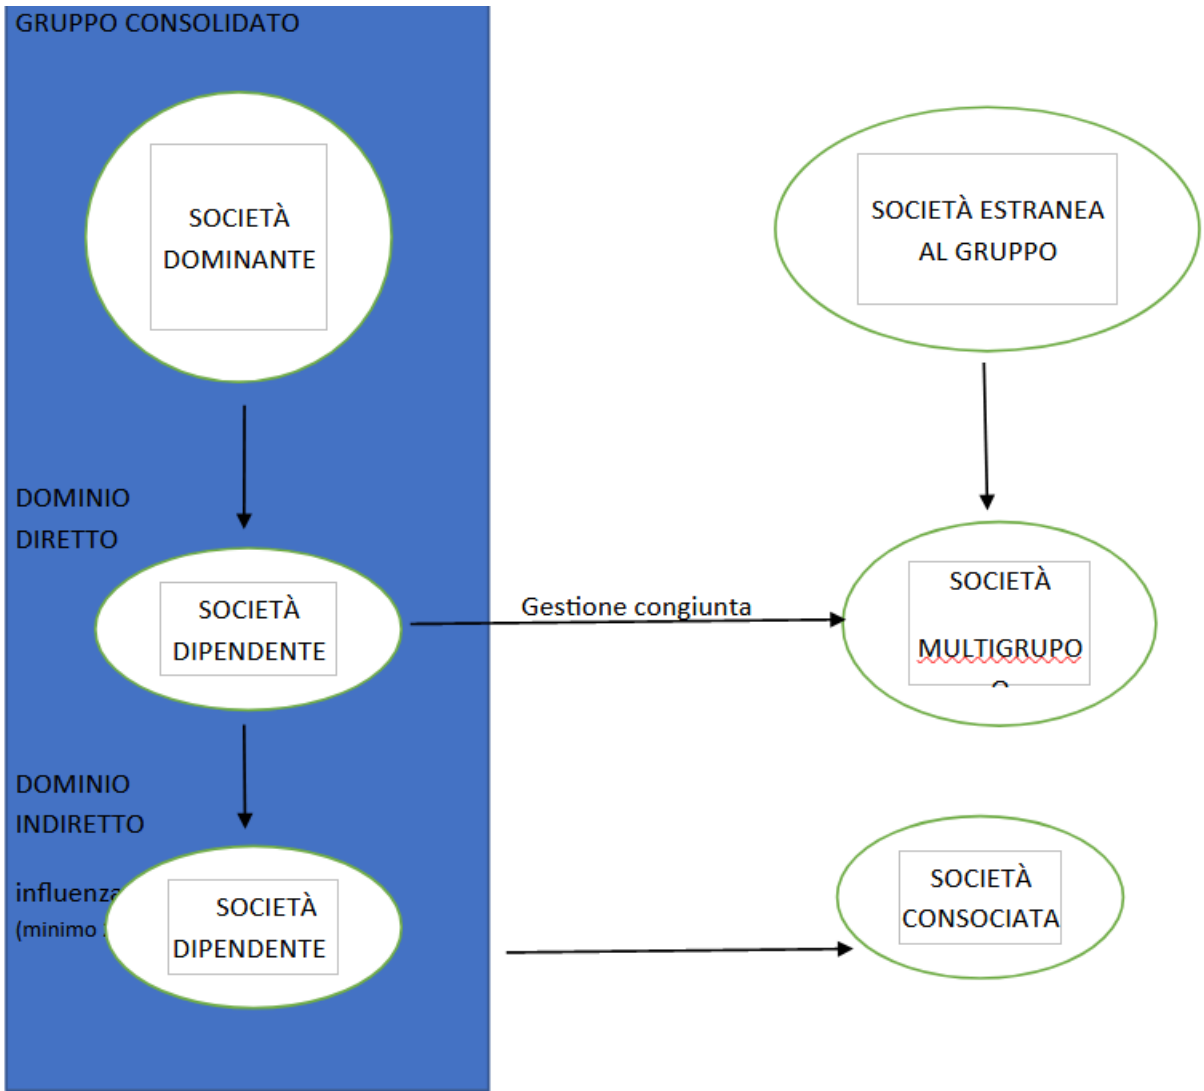 GRUPPO CONSOLIDATO
SOCIETÀ
DOMINANTE
SOCIETÀ ESTRANEA
AL GRUPPO
DOMINIO
DIRETTO
SOCIETÀ
DIPENDENTE
Gestione congiunta
SOCIETÀ
MULTIGRUPO
DOMINIO
INDIRETTO
influenza
(minimo
SOCIETÀ
DIPENDENTE
SOCIETÀ
CONSOCIATA